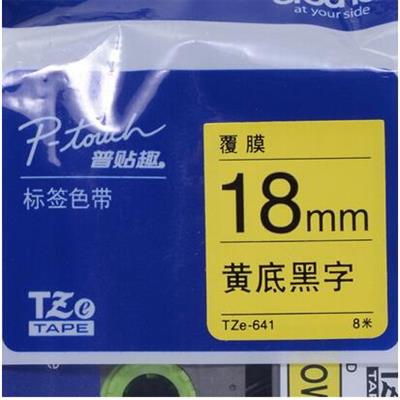 at your side
P-touch
普贴趣
标签色带
TZe
TAPE
覆膜
18mm
黄底黑字
TZe-641 8米